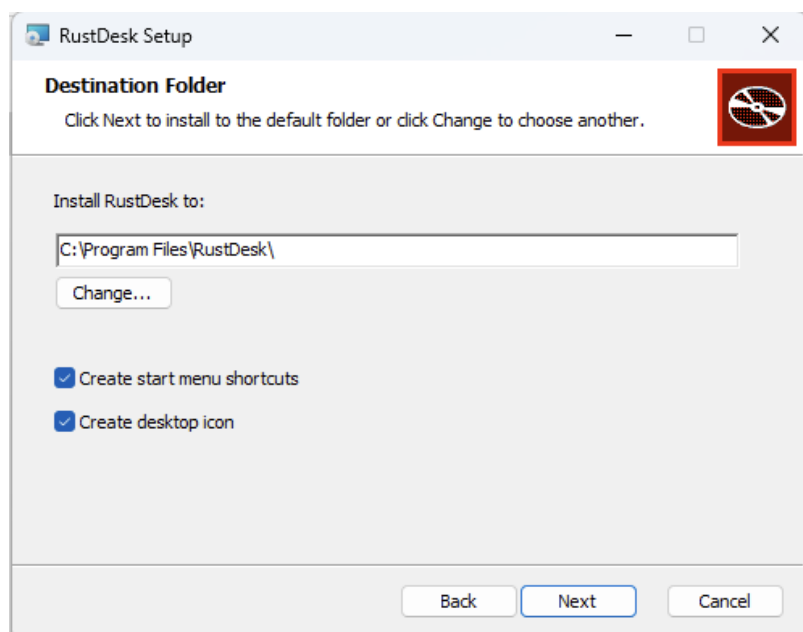 RustDesk Setup
Destination Folder
Click Next to install to the default folder or click Change to choose another.
Install RustDesk to:
C:\Program Files\RustDesk\
Change...
Create start menu shortcuts
Create desktop icon
Back Next Cancel